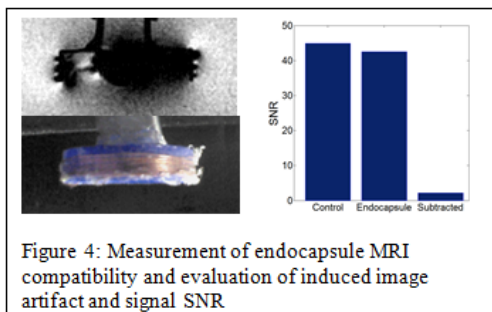 50
40
30
20
10
0
SNR
Control Endocapsule Subtracted
Figure 4: Measurement of endocapsule MRI
compatibility and evaluation of induced image
artifact and signal SNR